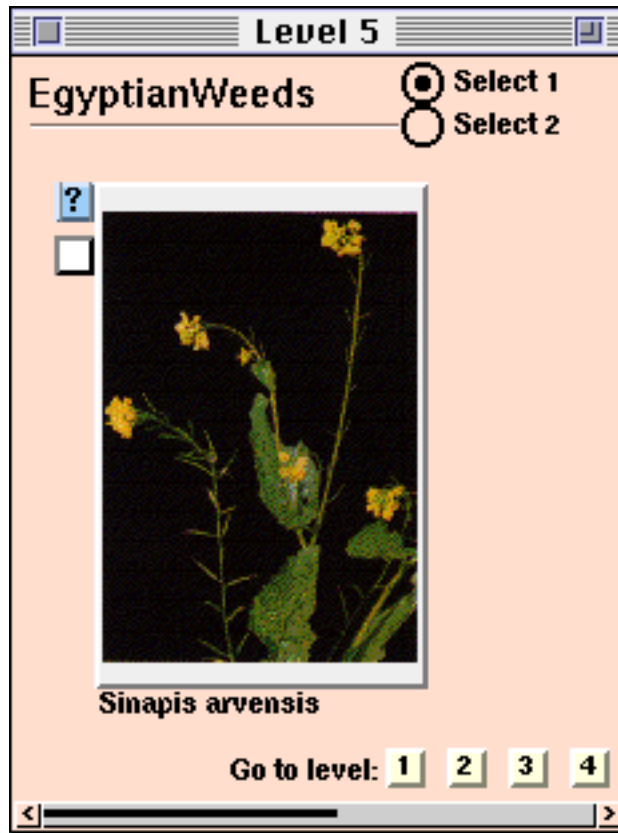 Level 5
EgyptianWeeds
Select 1
Select 2
?
Sinapis arvensis
Go to level: 1 2 3 4